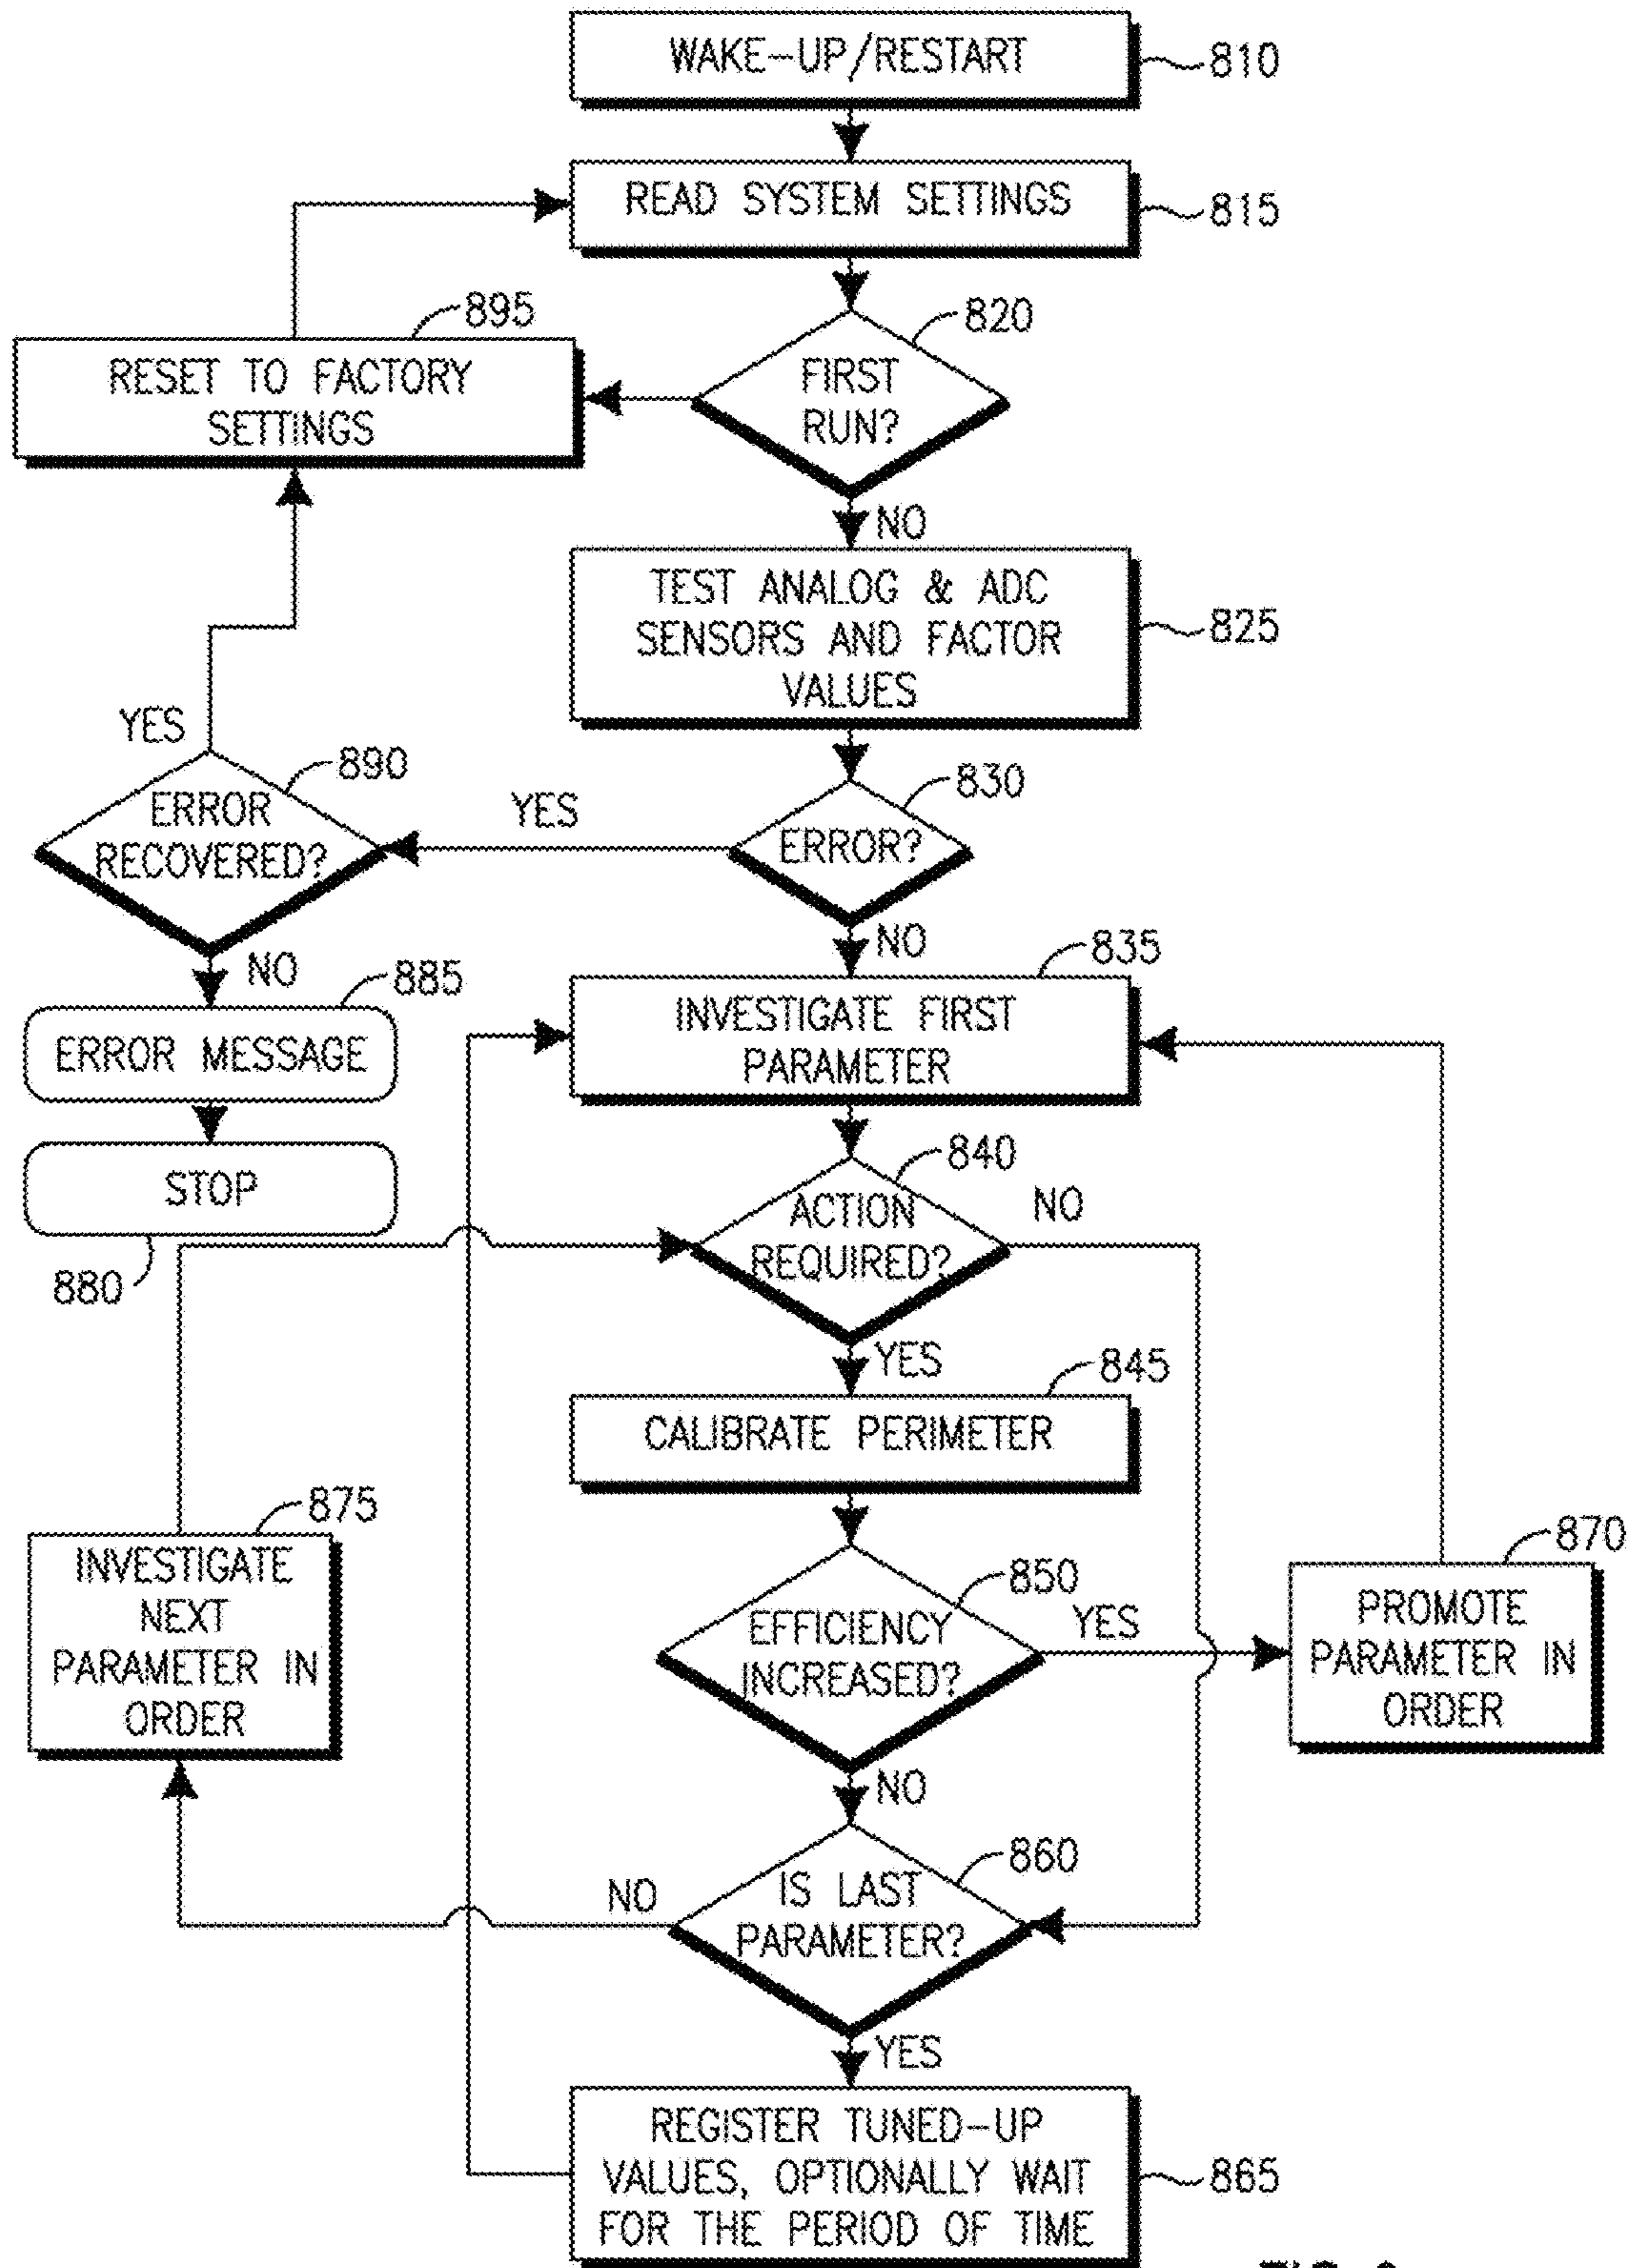 WAKE-UP/RESTART
810
READ SYSTEM SETTINGS
815
895
RESET TO FACTORY
SETTINGS
820
FIRST
RUN?
NO
TEST ANALOG & ADC
SENSORS AND FACTOR
VALUES
825
YES
890
ERROR
RECOVERED?
YES
830
ERROR?
NO
NO
885
ERROR MESSAGE
STOP
880
835
INVESTIGATE FIRST
PARAMETER
840
ACTION
REQUIRED?
NO
YES
845
CALIBRATE PERIMETER
875
INVESTIGATE
NEXT
PARAMETER IN
ORDER
850
EFFICIENCY
INCREASED?
YES
870
PROMOTE
PARAMETER IN
ORDER
NO
860
IS LAST
PARAMETER?
NO
YES
REGISTER TUNED-UP
VALUES, OPTIONALLY WAIT
FOR THE PERIOD OF TIME
865